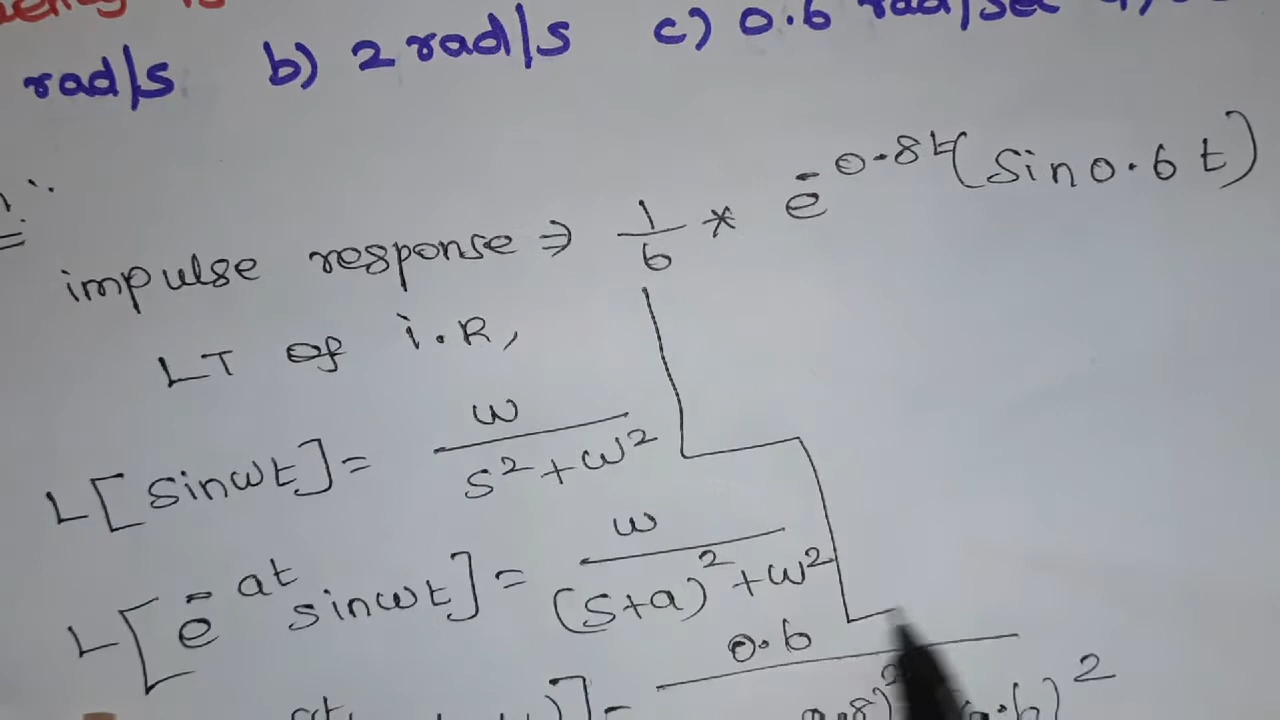 rad/s b) 2 rad/s c) 0.6 rad/sec
impulse response ⇒ 1/6 * e^-0.8t (sin 0.6t)
LT of i.R,
L[sinωt] = ω/(s²+ω²)
L[e^-at sinωt] = ω/((s+a)²+ω²)
0.6